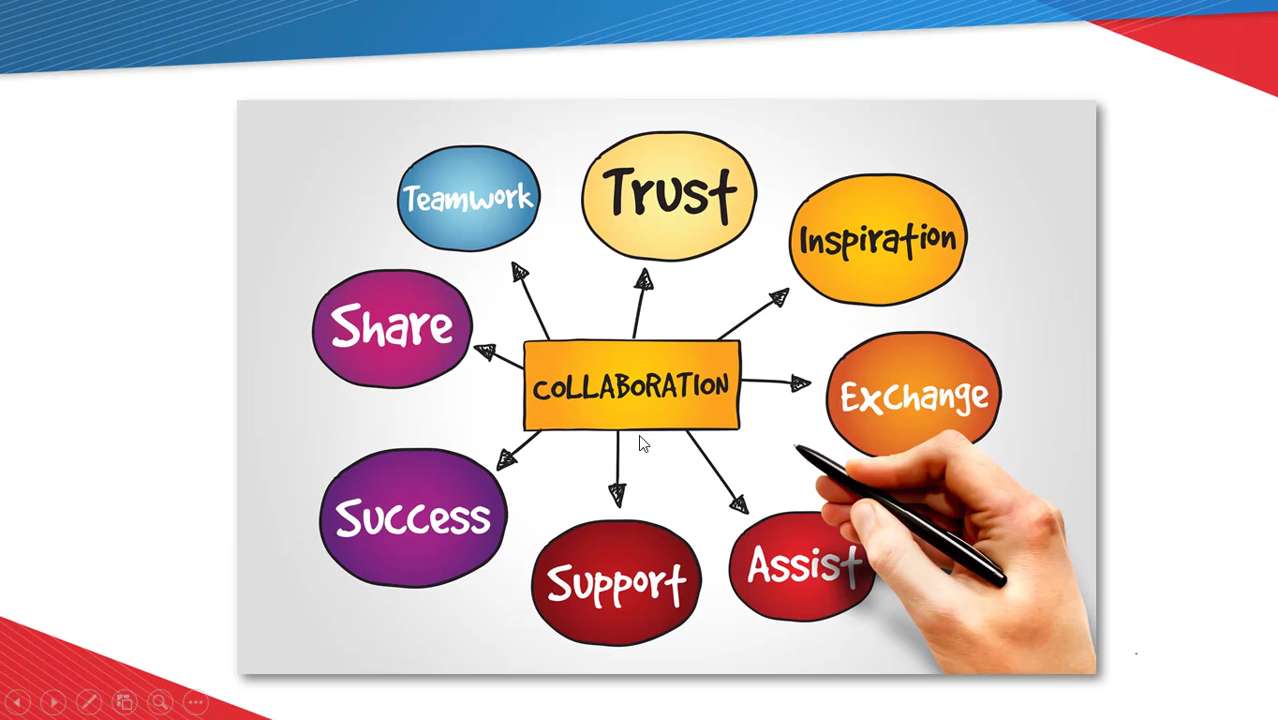 Teamwork
Trust
Inspiration
Share
COLLABORATION
Exchange
Success
Support
Assist